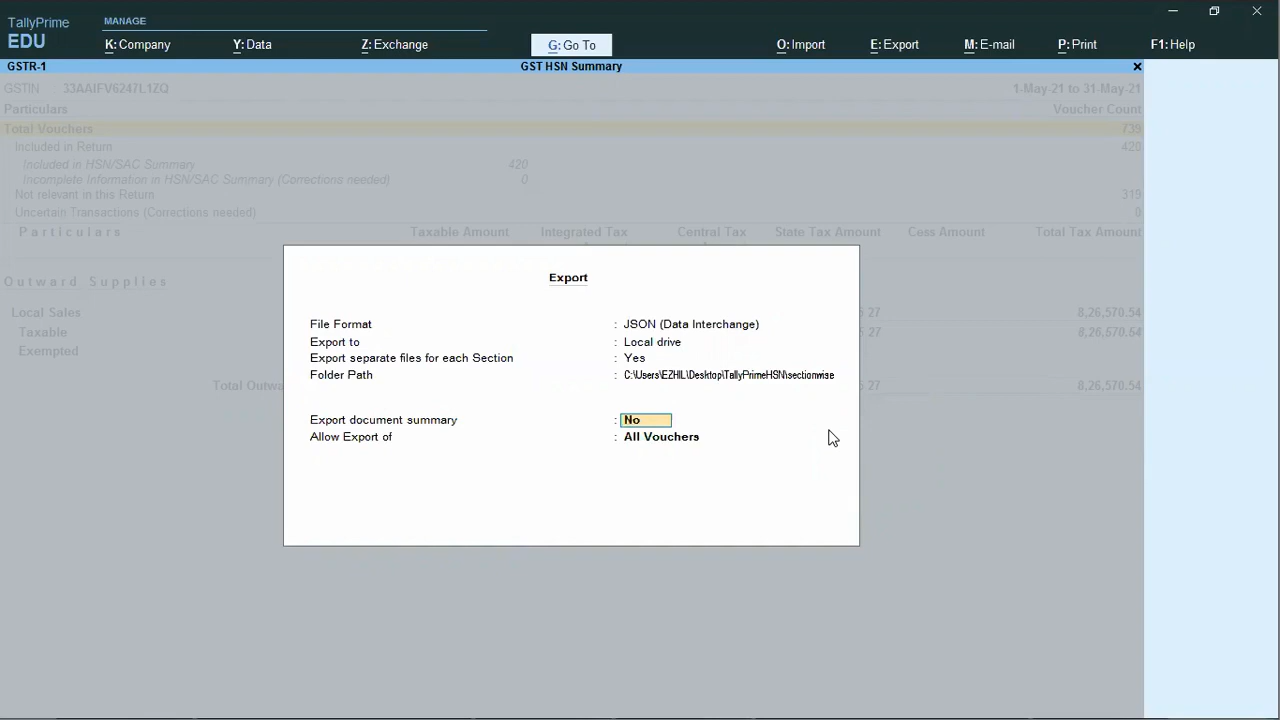 TallyPrime
EDU
MANAGE
K: Company
Y: Data
Z: Exchange
G: Go To
O: Import
E: Export
M: E-mail
P: Print
F1: Help
GSTR-1
GST HSN Summary
GSTIN 33AAIFV6247L1ZQ
1-May-21 to 31-May-21
Particulars Voucher Count
Total Vouchers 739
Included in Return 420
Included in HSN/SAC Summary 420
Incomplete Information in HSN/SAC Summary (Corrections needed) 0
Not relevant in this Return 319
Uncertain Transactions (Corrections needed) 0
Particulars Taxable Amount Integrated Tax Central Tax State Tax Amount Cess Amount Total Tax Amount
Outward Supplies
Local Sales 27 8,26,570.54
Taxable 27 8,26,570.54
Exempted
Total Outw 27 8,26,570.54
Export
File Format : JSON (Data Interchange)
Export to : Local drive
Export separate files for each Section : Yes
Folder Path : C:\Users\EZHIL\Desktop\TallyPrimeHSN\sectionwise
Export document summary : No
Allow Export of : All Vouchers